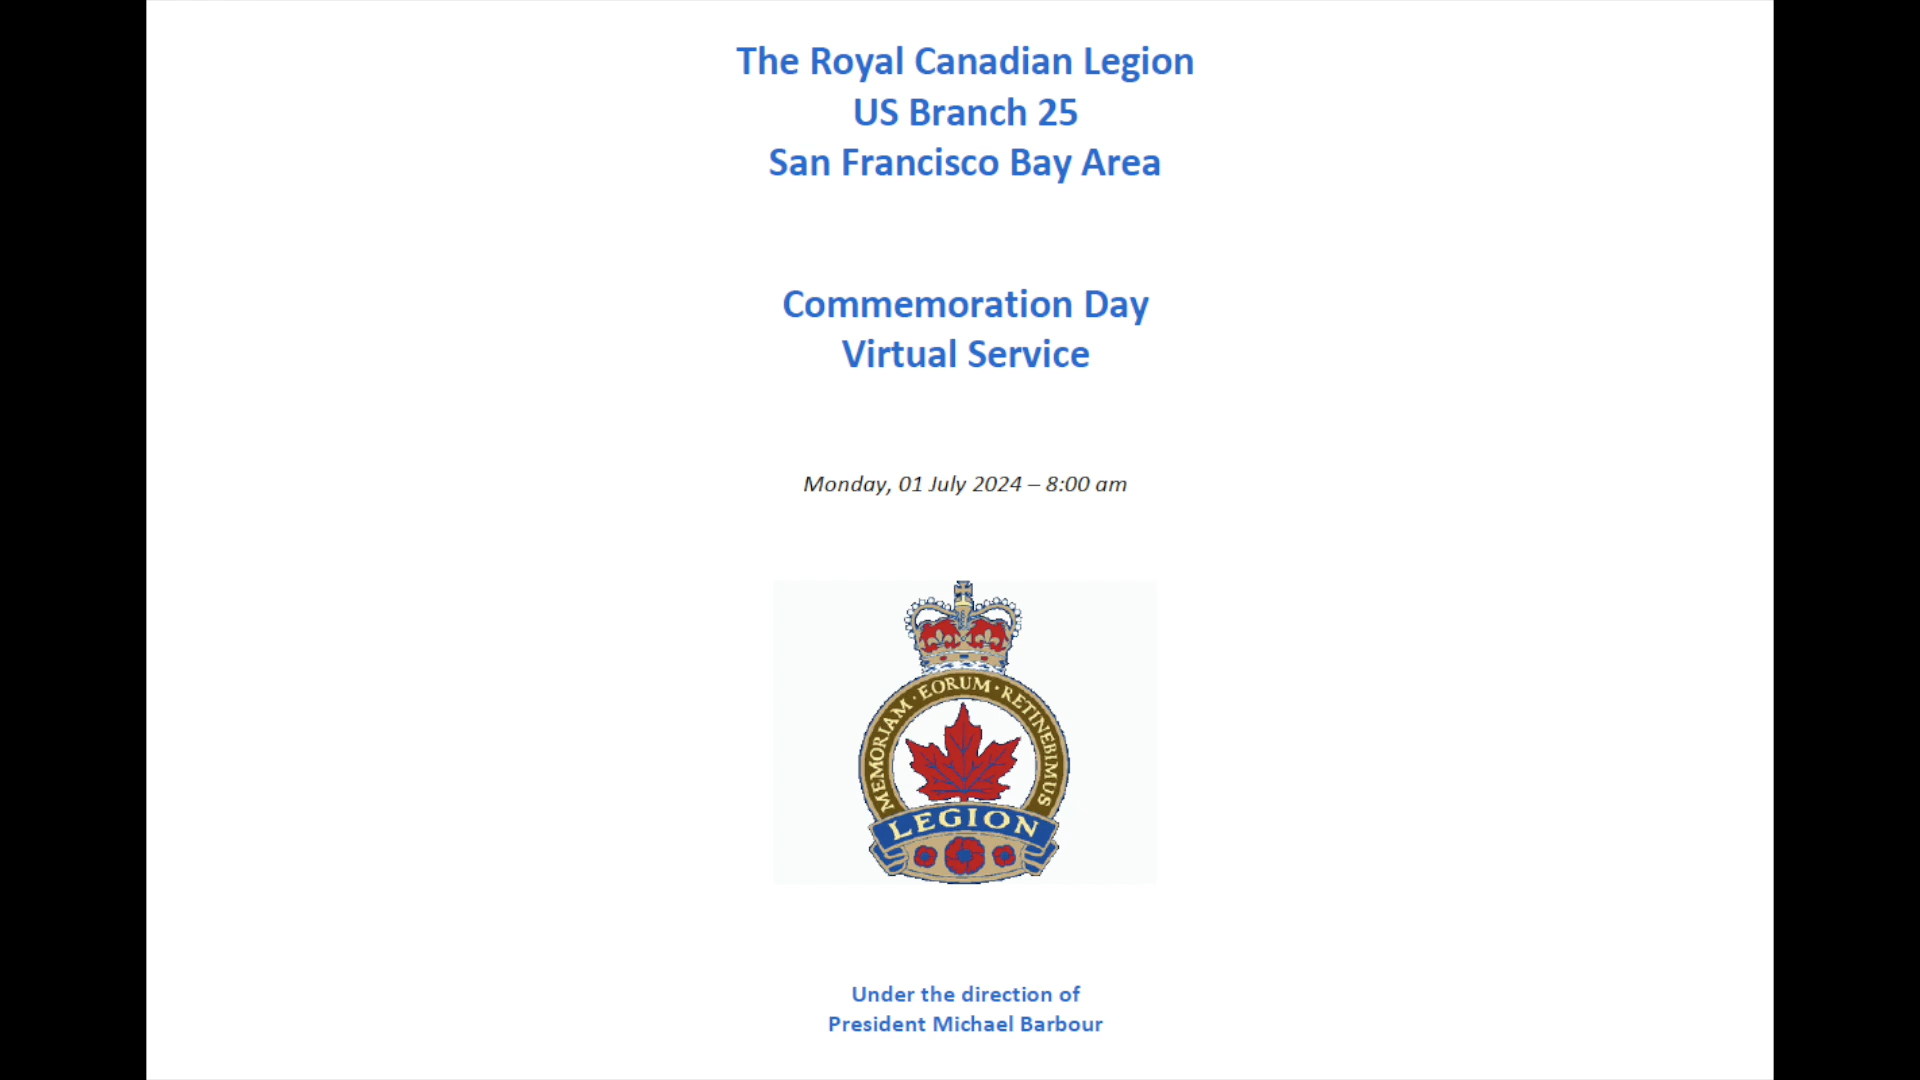 The Royal Canadian Legion
US Branch 25
San Francisco Bay Area
Commemoration Day
Virtual Service
Monday, 01 July 2024 – 8:00 am
MEMORIAM · EORUM · RETINEBIMUS
LEGION
Under the direction of
President Michael Barbour